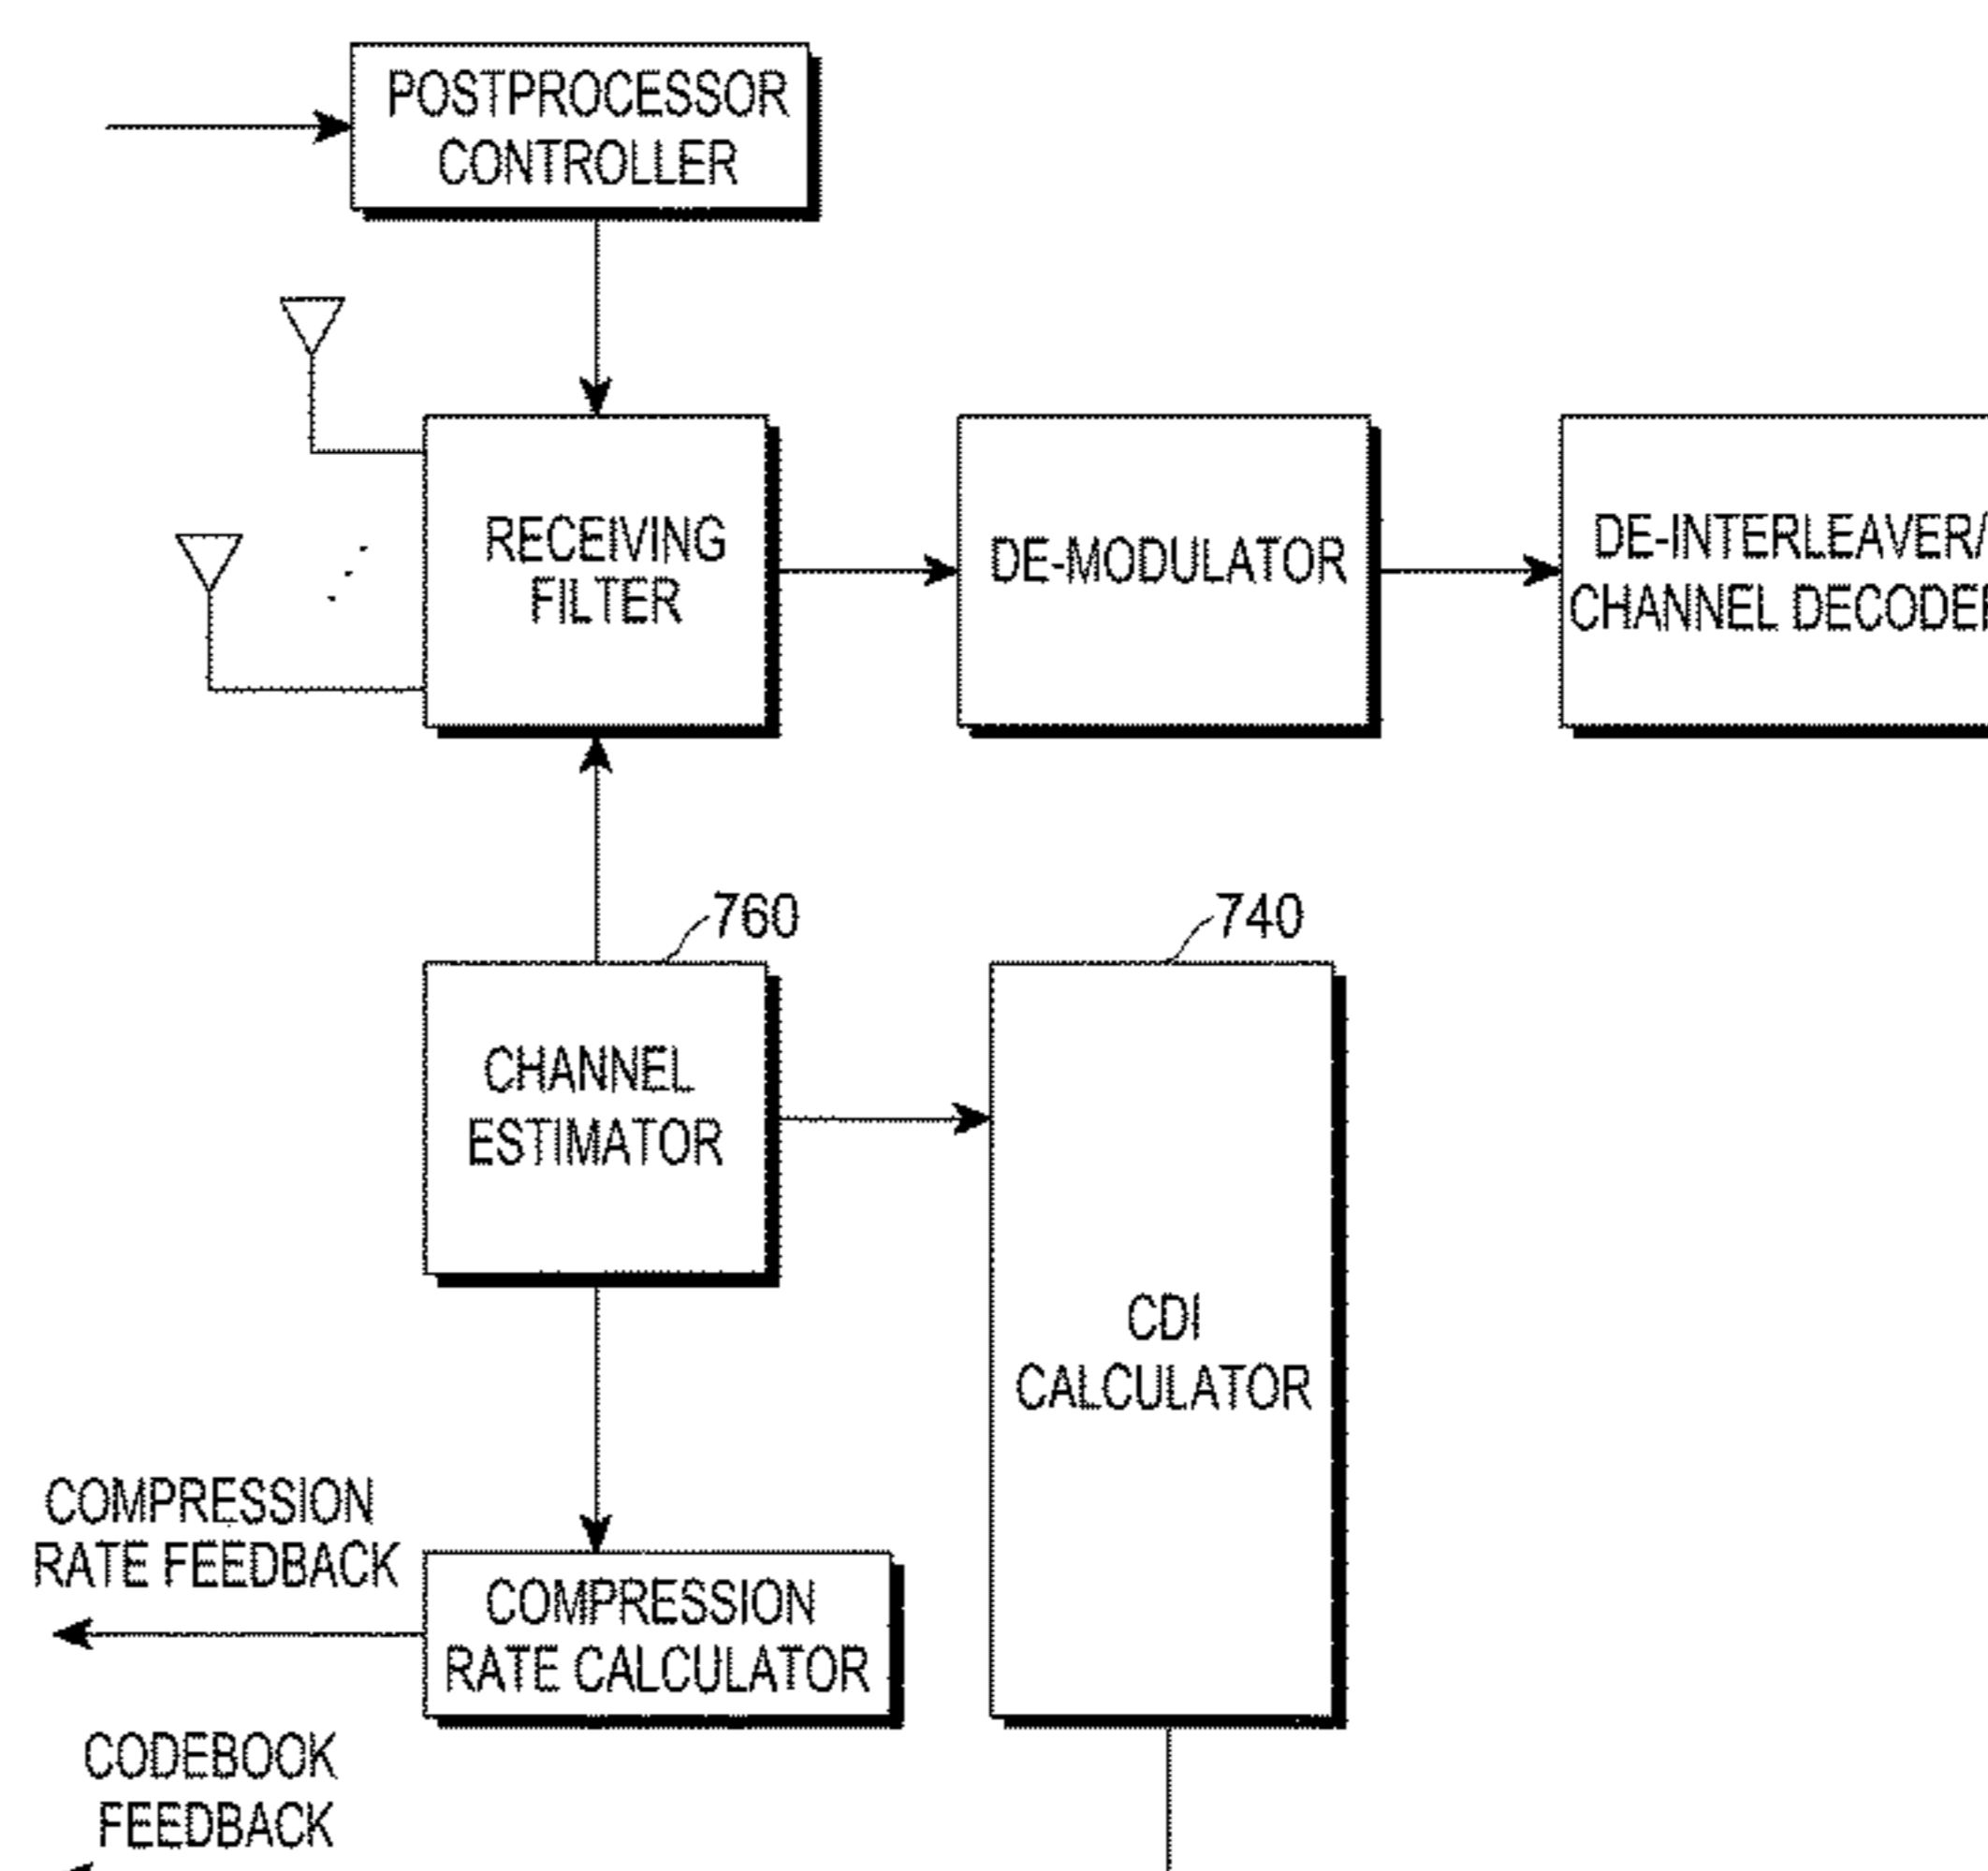 POSTPROCESSOR
CONTROLLER
RECEIVING
FILTER
DE-MODULATOR
DE-INTERLEAVER/
CHANNEL
760
740
CHANNEL
ESTIMATOR
CDI
CALCULATOR
COMPRESSION
RATE FEEDBACK
COMPRESSION
RATE CALCULATOR
CODEBOOK
FEEDBACK